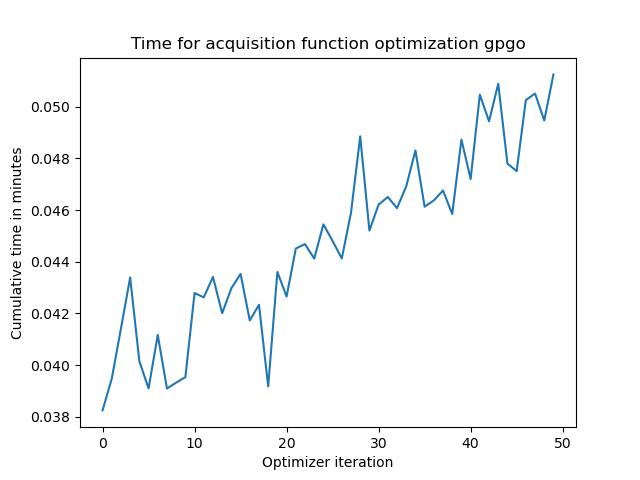 Time for acquisition function optimization gpgo
Cumulative time in minutes
0.050
0.048
0.046
0.044
0.042
0.040
0.038
0 10 20 30 40 50
Optimizer iteration